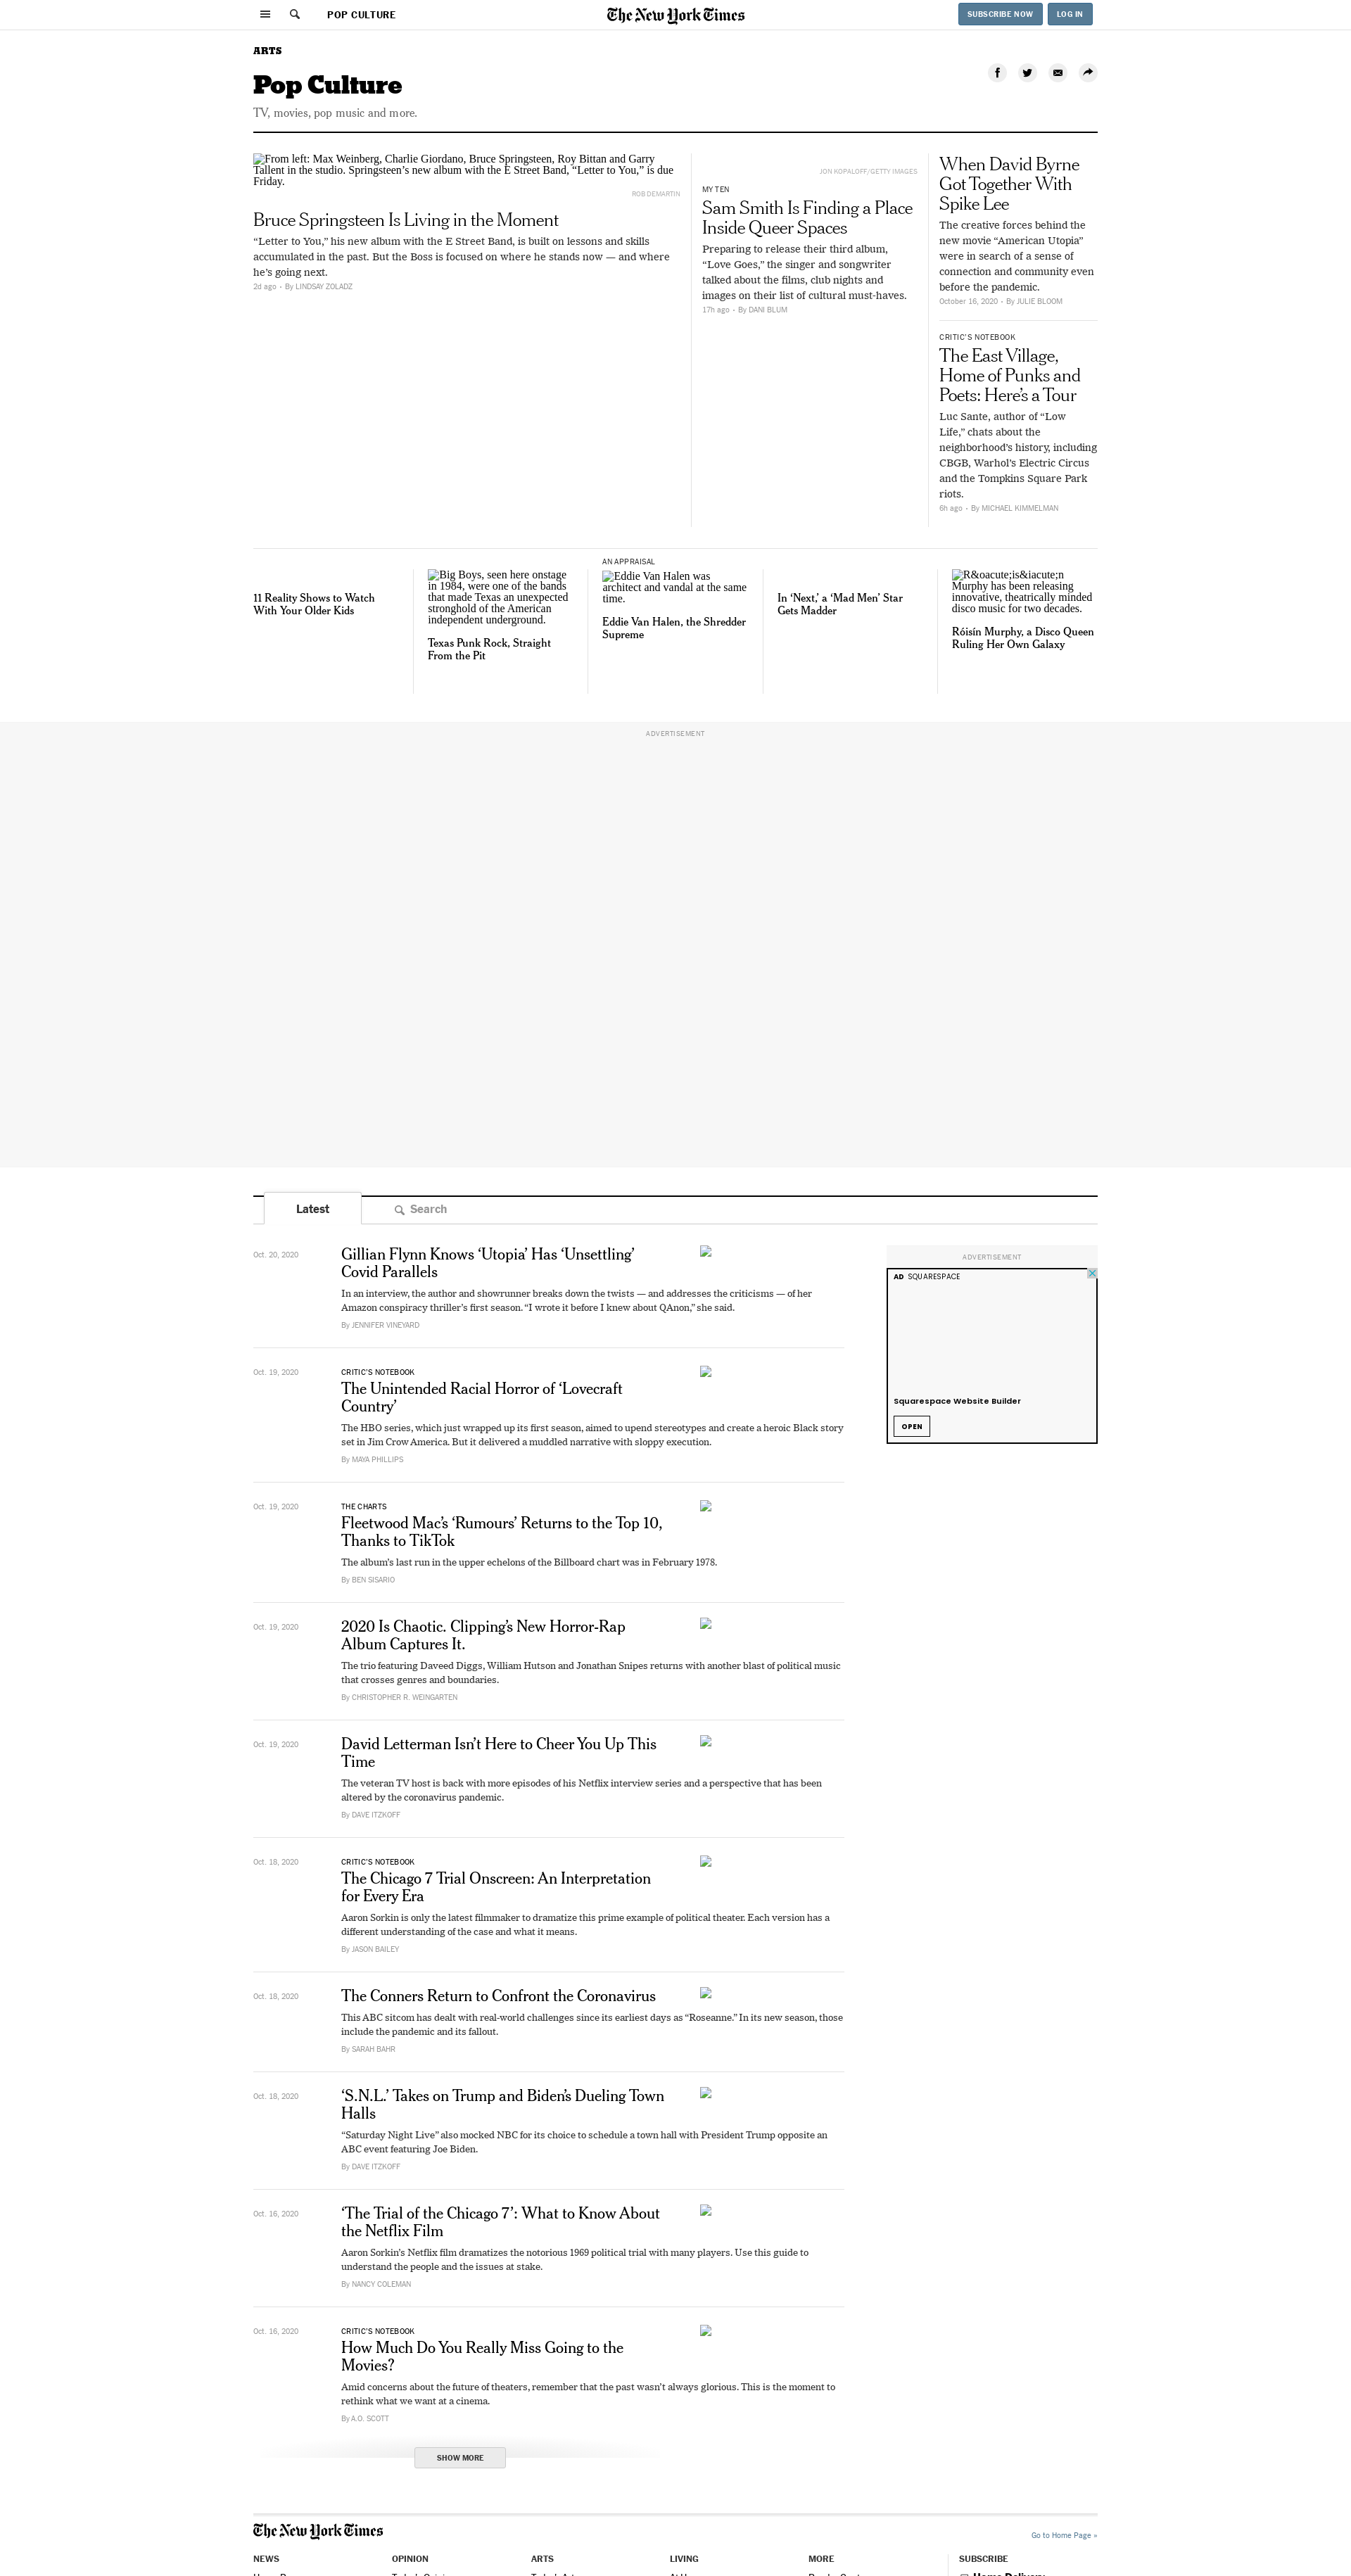 POP CULTURE
The New York Times
SUBSCRIBE NOW
LOG IN
ARTS
Pop Culture
TV, movies, pop music and more.
From left: Max Weinberg, Charlie Giordano, Bruce Springsteen, Roy Bittan and Garry
Tallent in the studio. Springsteen's new album with the E Street Band, “Letter to You,” is due
Friday.
ROB DEMARTIN
Bruce Springsteen Is Living in the Moment
“Letter to You,” his new album with the E Street Band, is built on lessons and skills
accumulated in the past. But the Boss is focused on where he stands now — and where
he’s going next.
2d ago · By LINDSAY ZOLADZ
JON KOPALOFF/GETTY IMAGES
MY TEN
Sam Smith Is Finding a Place
Inside Queer Spaces
Preparing to release their third album,
“Love Goes,” the singer and songwriter
talked about the films, club nights and
images on their list of cultural must-haves.
17h ago · By DANI BLUM
When David Byrne
Got Together With
Spike Lee
The creative forces behind the
new movie “American Utopia”
were in search of a sense of
connection and community even
before the pandemic.
October 16, 2020 · By JULIE BLOOM
CRITIC’S NOTEBOOK
The East Village,
Home of Punks and
Poets: Here’s a Tour
Luc Sante, author of “Low
Life,” chats about the
neighborhood’s history, including
CBGB, Warhol’s Electric Circus
and the Tompkins Square Park
riots.
6h ago · By MICHAEL KIMMELMAN
11 Reality Shows to Watch
With Your Older Kids
Big Boys, seen here onstage
in 1984, were one of the bands
that made Texas an unexpected
stronghold of the American
independent underground.
Texas Punk Rock, Straight
From the Pit
AN APPRAISAL
Eddie Van Halen was
architect and vandal at the same
time.
Eddie Van Halen, the Shredder
Supreme
In ‘Next,’ a ‘Mad Men’ Star
Gets Madder
R&oacute;is&iacute;n
Murphy has been releasing
innovative, theatrically minded
disco music for two decades.
Róisín Murphy, a Disco Queen
Ruling Her Own Galaxy
ADVERTISEMENT
Latest
Search
Oct. 20, 2020
Gillian Flynn Knows ‘Utopia’ Has ‘Unsettling’
Covid Parallels
In an interview, the author and showrunner breaks down the twists — and addresses the criticisms — of her
Amazon conspiracy thriller’s first season. “I wrote it before I knew about QAnon,” she said.
By JENNIFER VINEYARD
ADVERTISEMENT
AD SQUARESPACE
Squarespace Website Builder
OPEN
Oct. 19, 2020
CRITIC’S NOTEBOOK
The Unintended Racial Horror of ‘Lovecraft
Country’
The HBO series, which just wrapped up its first season, aimed to upend stereotypes and create a heroic Black story
set in Jim Crow America. But it delivered a muddled narrative with sloppy execution.
By MAYA PHILLIPS
Oct. 19, 2020
THE CHARTS
Fleetwood Mac’s ‘Rumours’ Returns to the Top 10,
Thanks to TikTok
The album’s last run in the upper echelons of the Billboard chart was in February 1978.
By BEN SISARIO
Oct. 19, 2020
2020 Is Chaotic. Clipping’s New Horror-Rap
Album Captures It.
The trio featuring Daveed Diggs, William Hutson and Jonathan Snipes returns with another blast of political music
that crosses genres and boundaries.
By CHRISTOPHER R. WEINGARTEN
Oct. 19, 2020
David Letterman Isn’t Here to Cheer You Up This
Time
The veteran TV host is back with more episodes of his Netflix interview series and a perspective that has been
altered by the coronavirus pandemic.
By DAVE ITZKOFF
Oct. 18, 2020
CRITIC’S NOTEBOOK
The Chicago 7 Trial Onscreen: An Interpretation
for Every Era
Aaron Sorkin is only the latest filmmaker to dramatize this prime example of political theater. Each version has a
different understanding of the case and what it means.
By JASON BAILEY
Oct. 18, 2020
The Conners Return to Confront the Coronavirus
This ABC sitcom has dealt with real-world challenges since its earliest days as “Roseanne.” In its new season, those
include the pandemic and its fallout.
By SARAH BAHR
Oct. 18, 2020
‘S.N.L.’ Takes on Trump and Biden’s Dueling Town
Halls
“Saturday Night Live” also mocked NBC for its choice to schedule a town hall with President Trump opposite an
ABC event featuring Joe Biden.
By DAVE ITZKOFF
Oct. 16, 2020
‘The Trial of the Chicago 7’: What to Know About
the Netflix Film
Aaron Sorkin’s Netflix film dramatizes the notorious 1969 political trial with many players. Use this guide to
understand the people and the issues at stake.
By NANCY COLEMAN
Oct. 16, 2020
CRITIC’S NOTEBOOK
How Much Do You Really Miss Going to the
Movies?
Amid concerns about the future of theaters, remember that the past wasn’t always glorious. This is the moment to
rethink what we want at a cinema.
By A.O. SCOTT
SHOW MORE
The New York Times
Go to Home Page »
NEWS
OPINION
ARTS
LIVING
MORE
SUBSCRIBE